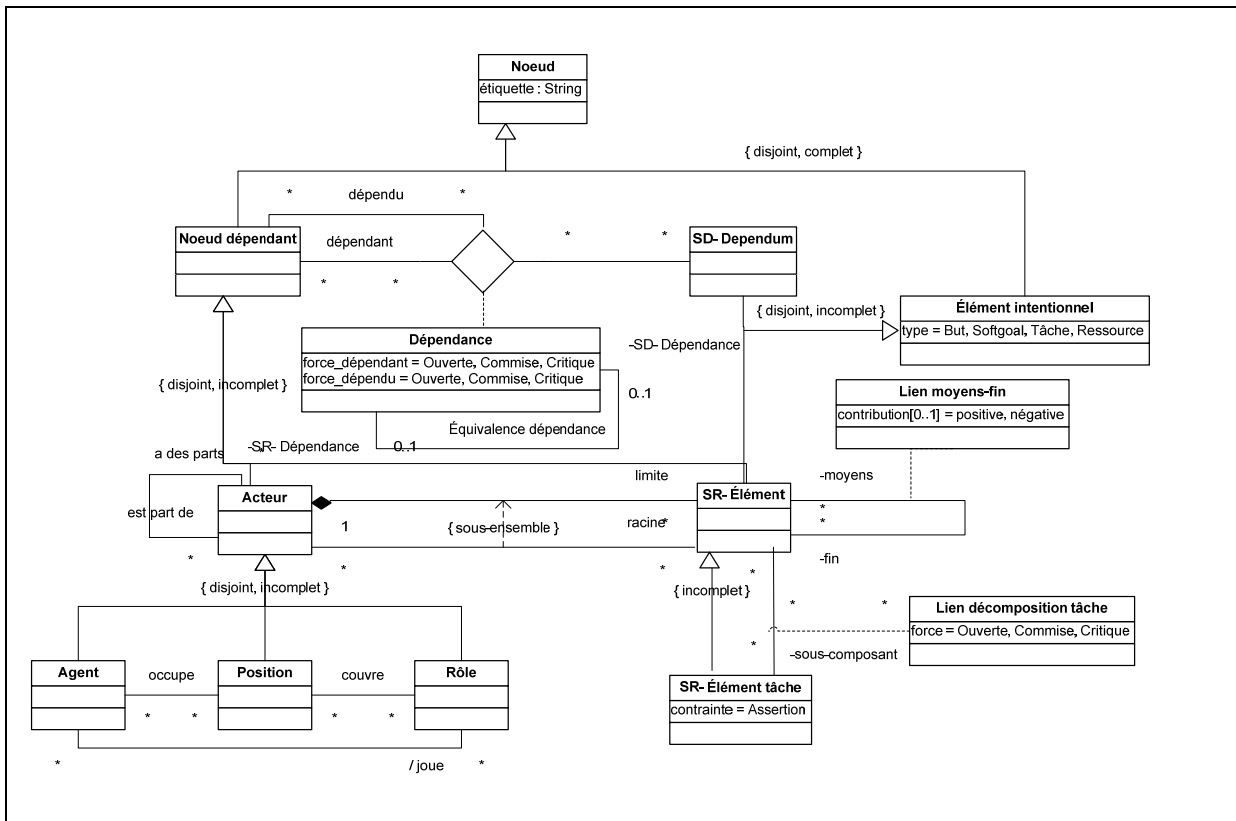 Noeud
étiquette : String
{ disjoint, complet }
* dépendu *
Noeud dépendant
dépendant
* *
* *
SD- Dependum
{ disjoint, incomplet }
Élément intentionnel
type = But, Softgoal, Tâche, Ressource
Dépendance
force_dépendant = Ouverte, Commise, Critique
force_dépendu = Ouverte, Commise, Critique
-SD- Dépendance
{ disjoint, incomplet }
0..1
Équivalence dépendance
0..1
Lien moyens-fin
contribution[0..1] = positive, négative
-SR- Dépendance
a des parts
Acteur
est part de
*
limite
SR- Élément
-moyens
*
*
1
{ sous-ensemble }
racine
*
-fin
*
*
*
{ disjoint, incomplet }
{ incomplet }
* *
Lien décomposition tâche
force = Ouverte, Commise, Critique
*
-sous-composant
Agent
occupe
* *
Position
couvre
* *
Rôle
SR- Élément tâche
contrainte = Assertion
*
/ joue
*